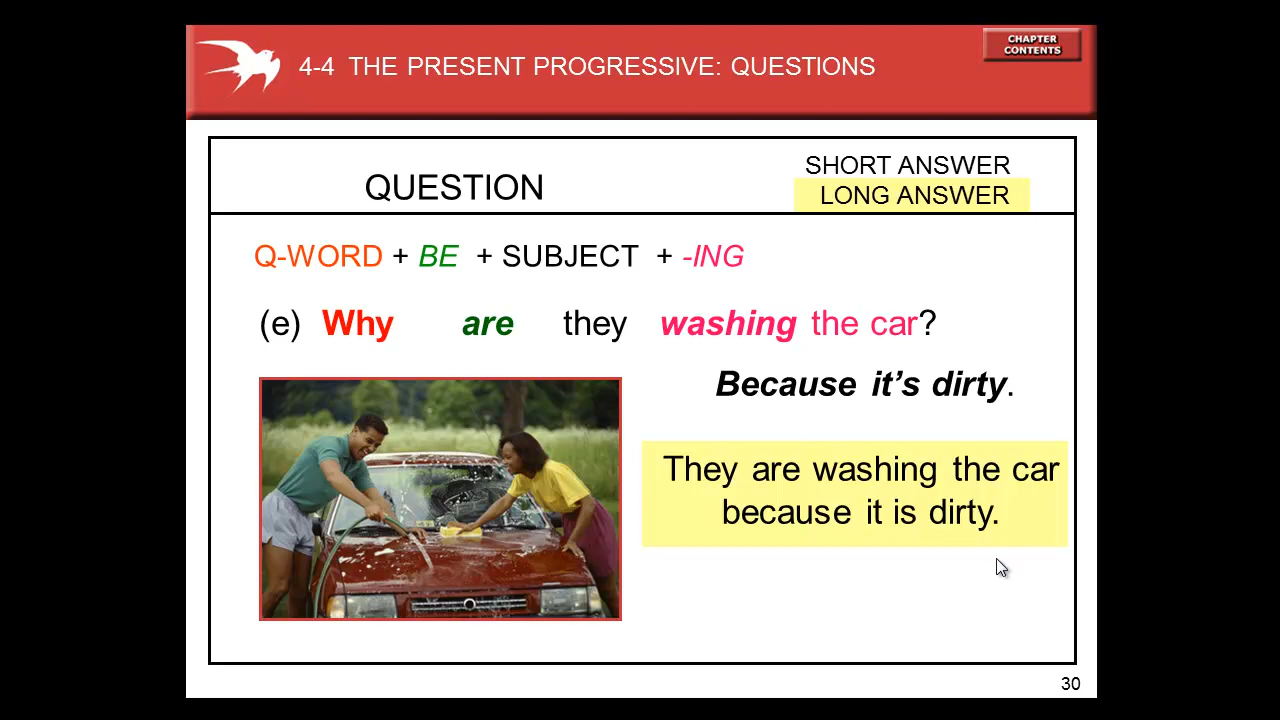 CHAPTER
CONTENTS
4-4 THE PRESENT PROGRESSIVE: QUESTIONS
SHORT ANSWER
QUESTION
LONG ANSWER
Q-WORD + BE + SUBJECT + -ING
(e) Why are they washing the car?
Because it’s dirty.
They are washing the car
because it is dirty.
30